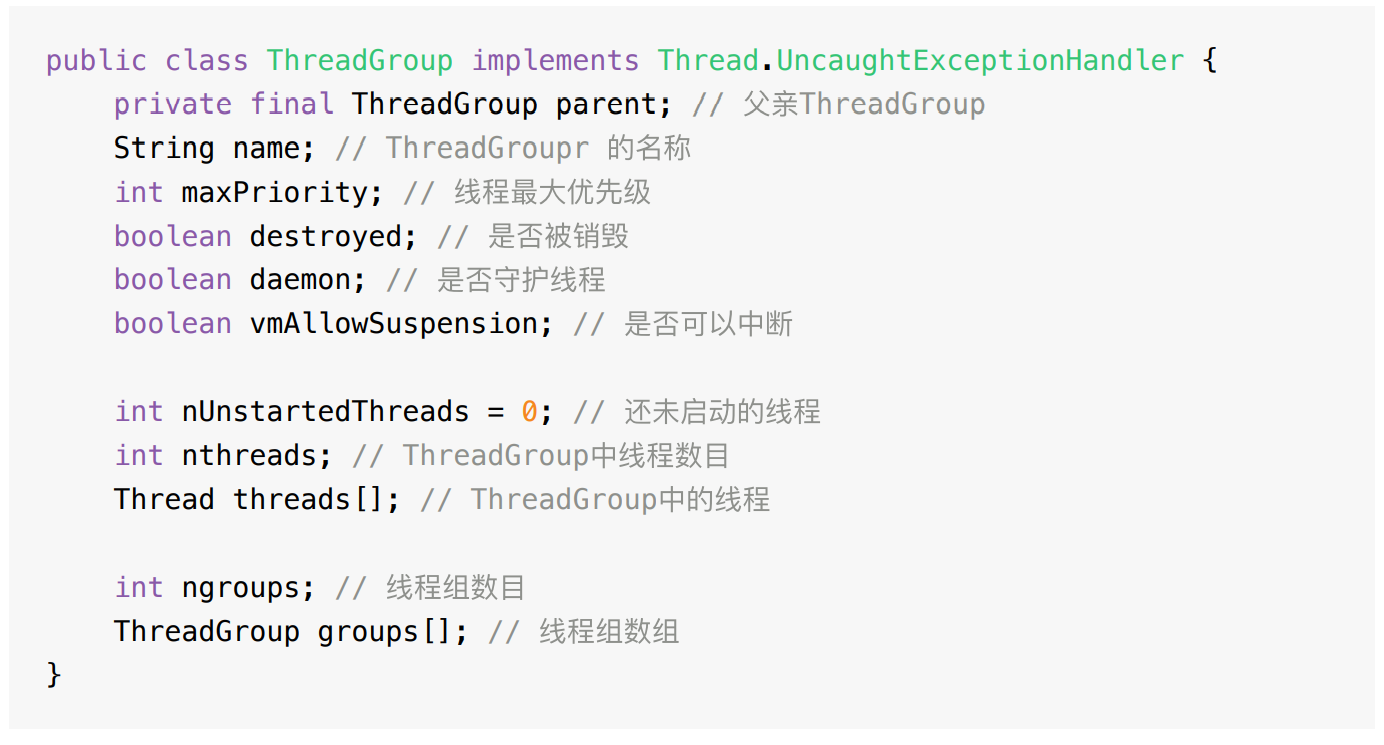 public class ThreadGroup implements Thread.UncaughtExceptionHandler {
    private final ThreadGroup parent; // 父亲ThreadGroup
    String name; // ThreadGroupr 的名称
    int maxPriority; // 线程最大优先级
    boolean destroyed; // 是否被销毁
    boolean daemon; // 是否守护线程
    boolean vmAllowSuspension; // 是否可以中断

    int nUnstartedThreads = 0; // 还未启动的线程
    int nthreads; // ThreadGroup中线程数目
    Thread threads[]; // ThreadGroup中的线程

    int ngroups; // 线程组数目
    ThreadGroup groups[]; // 线程组数组
}